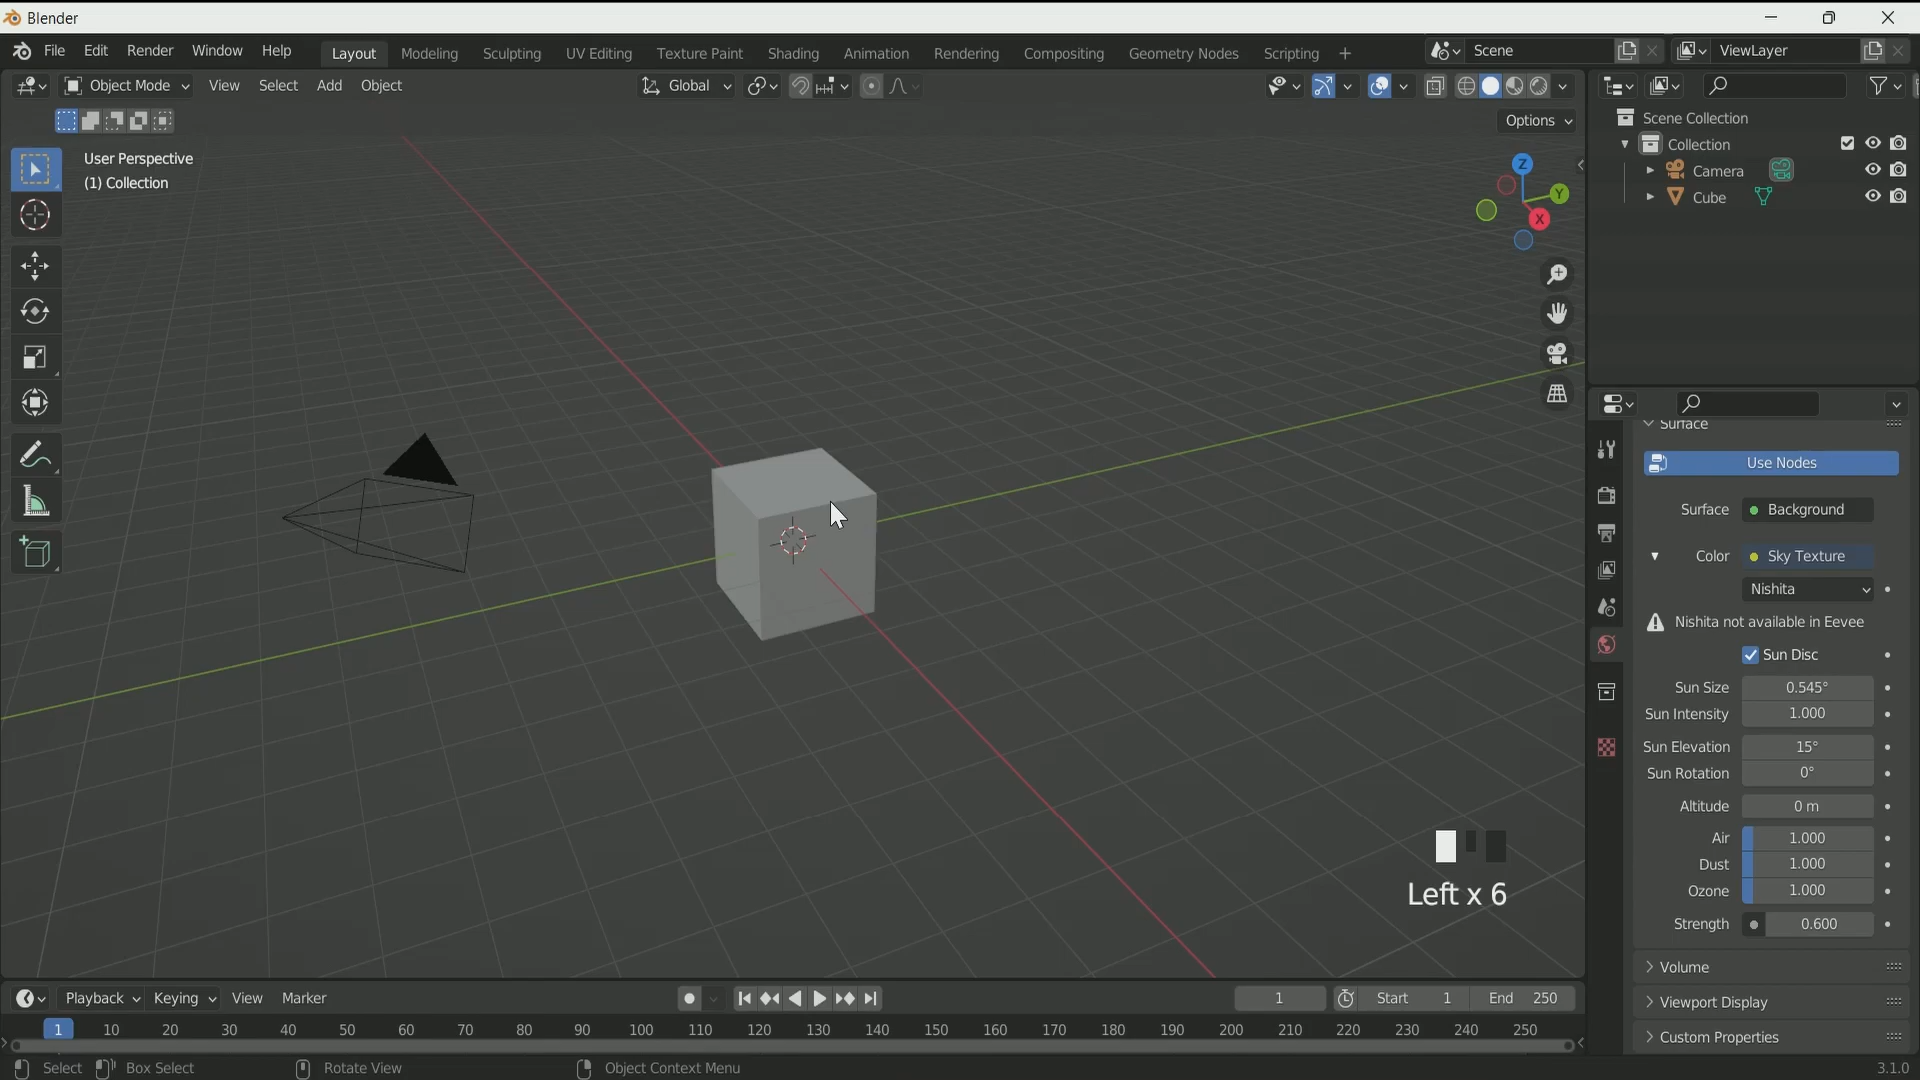 Blender
File Edit Render Window Help Layout Modeling Sculpting UV Editing Texture Paint Shading Animation Rendering Compositing Geometry Nodes Scripting + Scene ViewLayer
Object Mode View Select Add Object Global
Options
User Perspective
(1) Collection
Z
Y
X
Scene Collection
Collection
Camera
Cube
Surface
Use Nodes
Surface Background
Color Sky Texture
Nishita
Nishita not available in Eevee
Sun Disc
Sun Size 0.545°
Sun Intensity 1.000
Sun Elevation 15°
Sun Rotation 0°
Altitude 0 m
Air 1.000
Dust 1.000
Ozone 1.000
Strength 0.600
Volume
Viewport Display
Custom Properties
Left x 6
Playback Keying View Marker 1 Start 1 End 250
1 10 20 30 40 50 60 70 80 90 100 110 120 130 140 150 160 170 180 190 200 210 220 230 240 250
Select Box Select Rotate View Object Context Menu 3.1.0